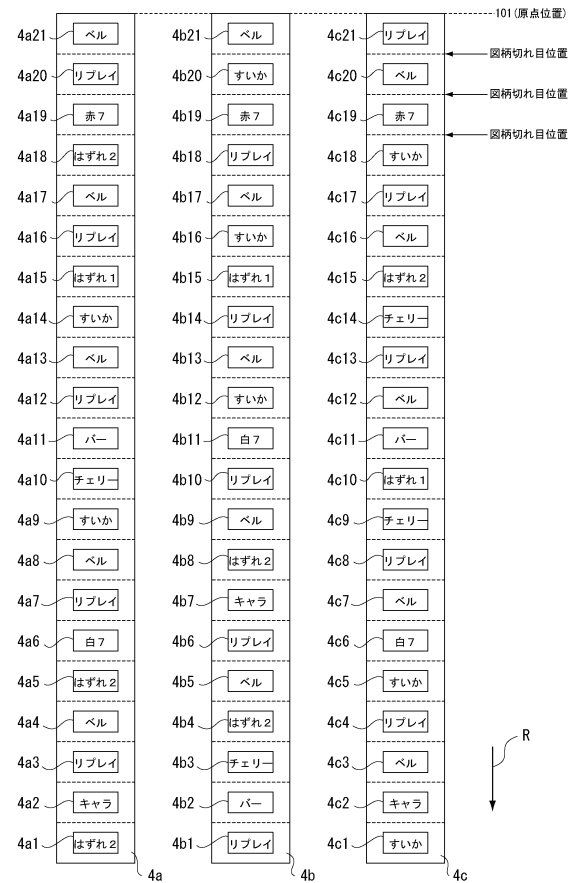 101(原点位置)
4a21 ベル 4b21 ベル 4c21 リプレイ
図柄切れ目位置
4a20 リプレイ 4b20 すいか 4c20 ベル
図柄切れ目位置
4a19 赤7 4b19 赤7 4c19 赤7
図柄切れ目位置
4a18 はずれ2 4b18 リプレイ 4c18 すいか
4a17 ベル 4b17 ベル 4c17 リプレイ
4a16 リプレイ 4b16 すいか 4c16 ベル
4a15 はずれ1 4b15 はずれ1 4c15 はずれ2
4a14 すいか 4b14 リプレイ 4c14 チェリー
4a13 ベル 4b13 ベル 4c13 リプレイ
4a12 リプレイ 4b12 すいか 4c12 ベル
4a11 バー 4b11 白7 4c11 バー
4a10 チェリー 4b10 リプレイ 4c10 はずれ1
4a9 すいか 4b9 ベル 4c9 チェリー
4a8 ベル 4b8 はずれ2 4c8 リプレイ
4a7 リプレイ 4b7 キャラ 4c7 ベル
4a6 白7 4b6 リプレイ 4c6 白7
4a5 はずれ2 4b5 ベル 4c5 すいか
4a4 ベル 4b4 はずれ2 4c4 リプレイ
R
4a3 リプレイ 4b3 チェリー 4c3 ベル
4a2 キャラ 4b2 バー 4c2 キャラ
4a1 はずれ2 4b1 リプレイ 4c1 すいか
4a 4b 4c